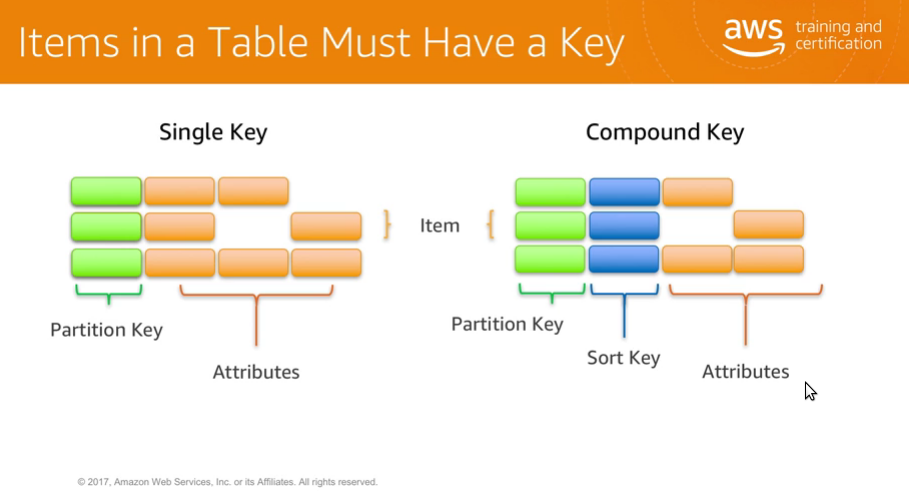 Items in a Table Must Have a Key
aws
training and
certification
Single Key
Compound Key
Item
Partition Key
Attributes
Partition Key
Sort Key
Attributes
© 2017, Amazon Web Services, Inc. or its Affiliates. All rights reserved.